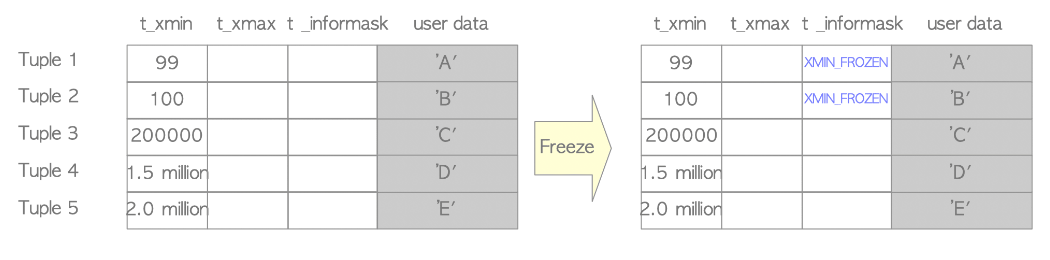 t_xmin t_xmax t _informask user data t_xmin t_xmax t _informask user data
Tuple 1 99 'A' 99 XMIN_FROZEN 'A'
Tuple 2 100 'B' 100 XMIN_FROZEN 'B'
Tuple 3 200000 'C' 200000 'C'
Freeze
Tuple 4 1.5 million 'D' 1.5 million 'D'
Tuple 5 2.0 million 'E' 2.0 million 'E'